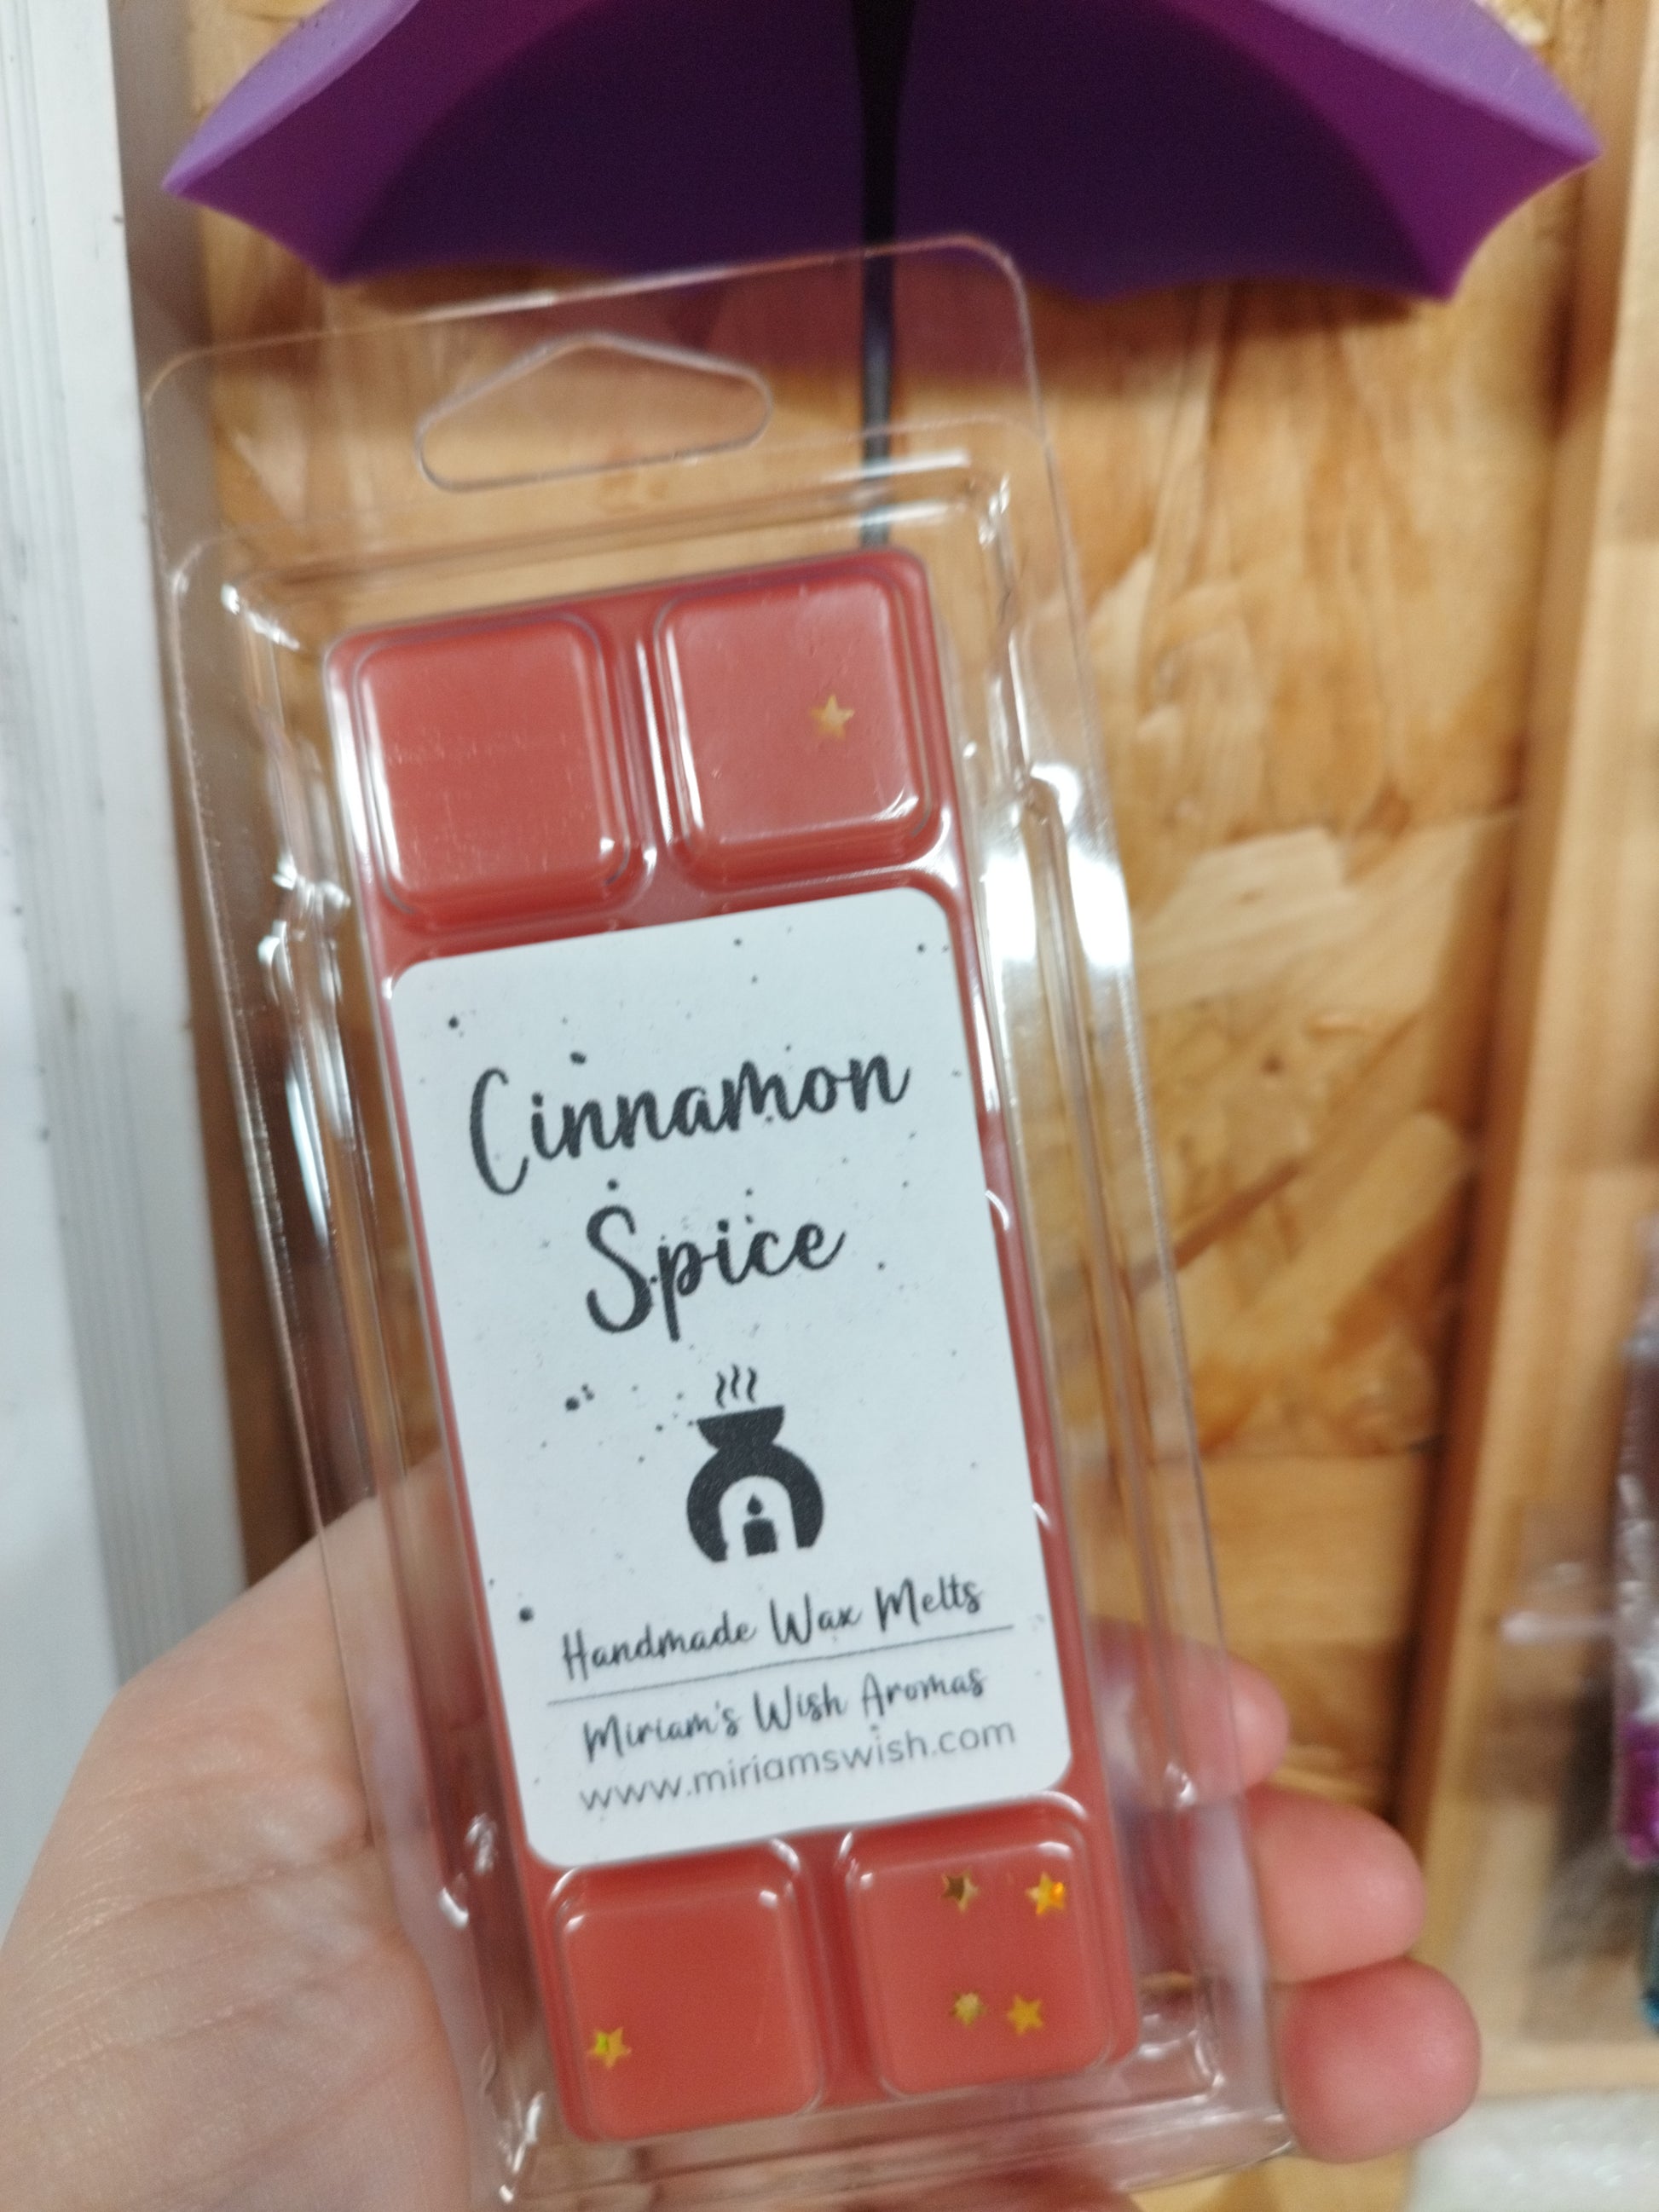 Cinnamon
Spice
Handmade Wax Melts
Miriam's Wish Aromas
www.miriamswish.com